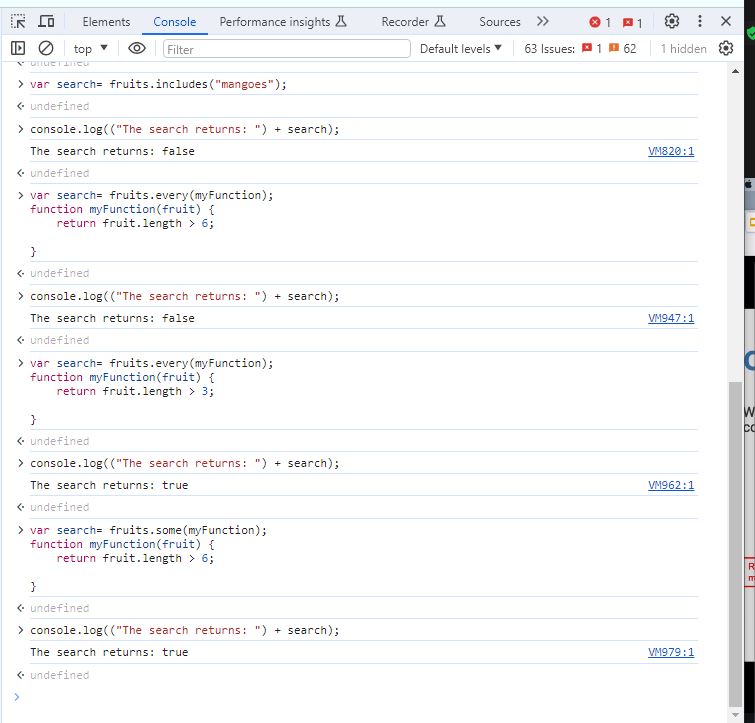 Elements Console Performance insights Recorder Sources 1 1
top Filter Default levels 63 Issues: 1 62 1 hidden
undefined
var search= fruits.includes("mangoes");
undefined
console.log(("The search returns: ") + search);
The search returns: false VM820:1
undefined
var search= fruits.every(myFunction);
function myFunction(fruit) {
return fruit.length > 6;
}
undefined
console.log(("The search returns: ") + search);
The search returns: false VM947:1
undefined
var search= fruits.every(myFunction);
function myFunction(fruit) {
return fruit.length > 3;
}
undefined
console.log(("The search returns: ") + search);
The search returns: true VM962:1
undefined
var search= fruits.some(myFunction);
function myFunction(fruit) {
return fruit.length > 6;
}
undefined
console.log(("The search returns: ") + search);
The search returns: true VM979:1
undefined